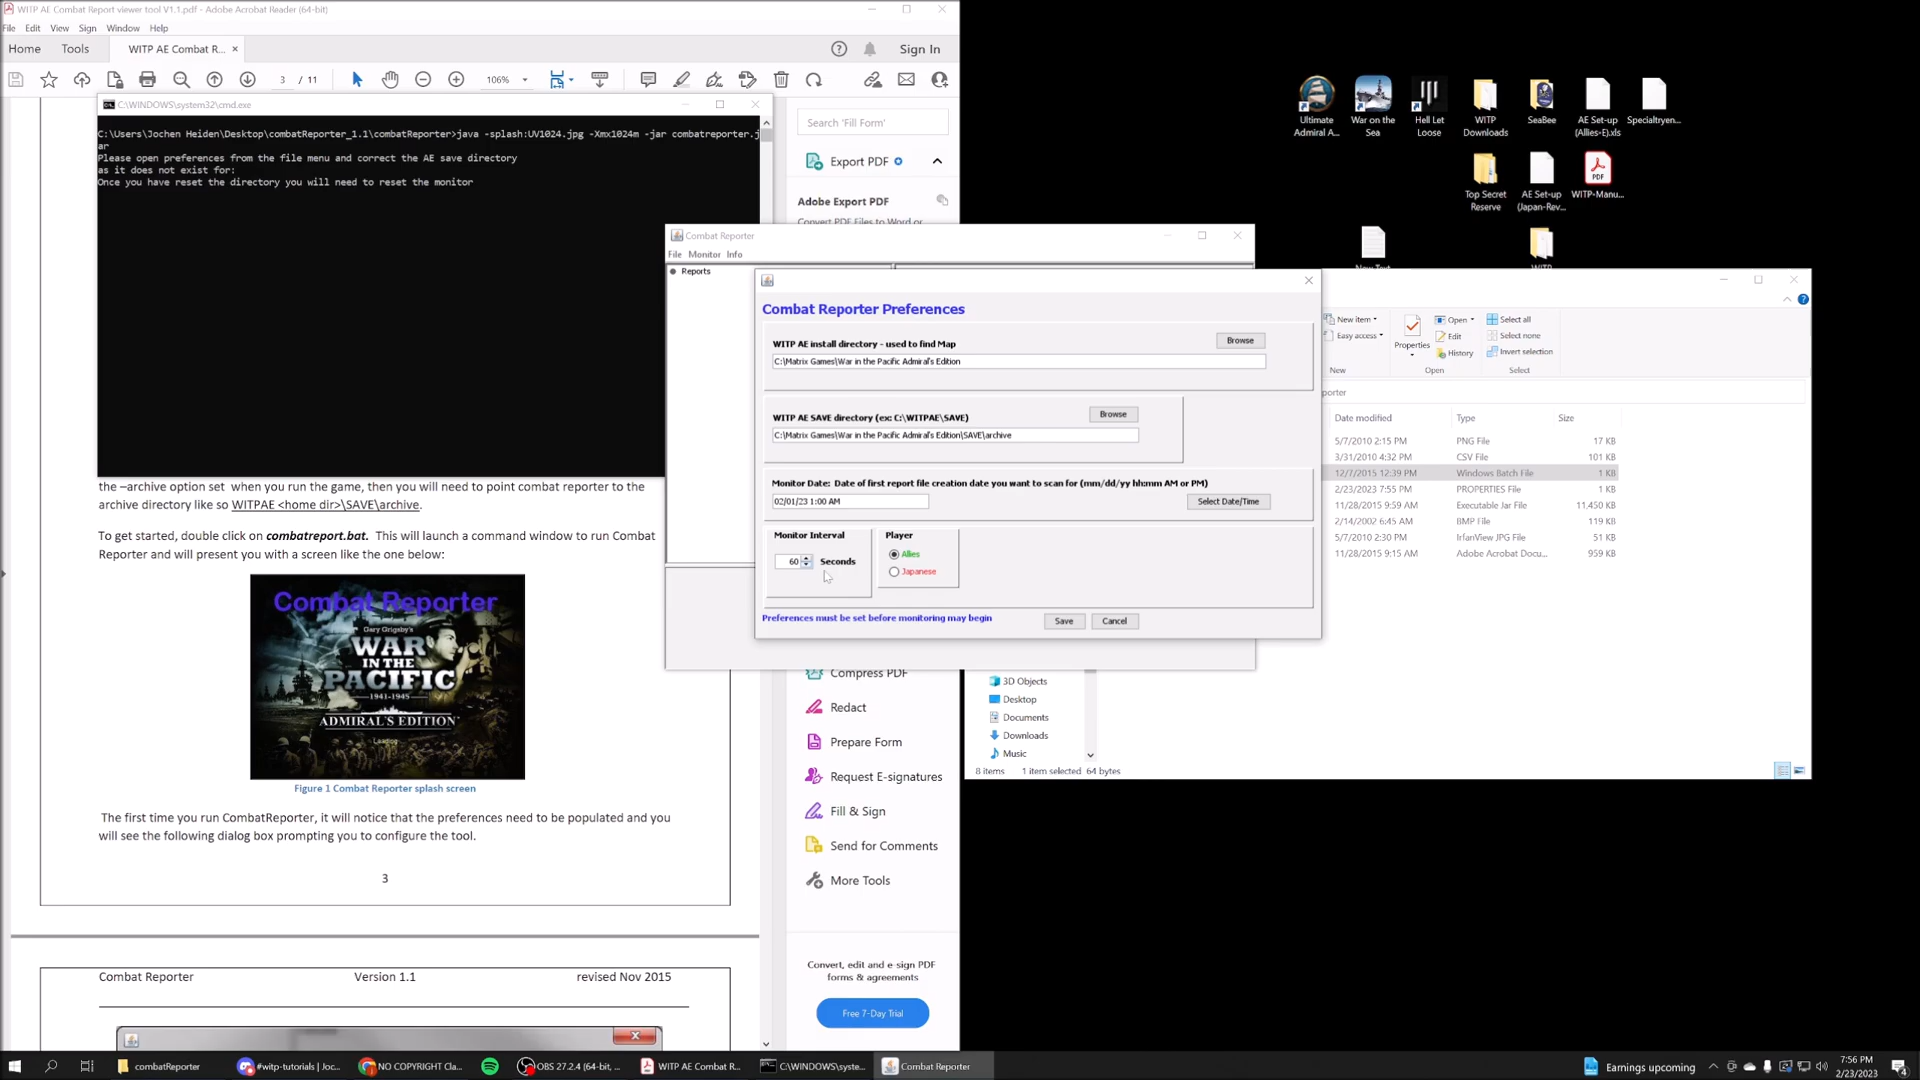 WITP AE Combat Report viewer tool V1.1.pdf - Adobe Acrobat Reader (64-bit)
File Edit View Sign Window Help
Home Tools WITP AE Combat R... × Sign In
3 / 11 106%
C:\WINDOWS\system32\cmd.exe
C:\Users\Jochen Heiden\Desktop\combatReporter_1.1\combatReporter>java -splash:UV1024.jpg -Xmx1024m -jar combatreporter.j
ar
Please open preferences from the file menu and correct the AE save directory
as it does not exist for:
Once you have reset the directory you will need to reset the monitor
Search 'Fill Form'
Export PDF
Adobe Export PDF
Convert PDF Files to Word or
the –archive option set when you run the game, then you will need to point combat reporter to the
archive directory like so WITPAE <home dir>\SAVE\archive.
To get started, double click on combatreport.bat. This will launch a command window to run Combat
Reporter and will present you with a screen like the one below:
Combat Reporter
Gary Grigsby's
WAR
IN THE
PACIFIC
1941-1945
ADMIRAL'S EDITION
Loading
Figure 1 Combat Reporter splash screen
The first time you run CombatReporter, it will notice that the preferences need to be populated and you
will see the following dialog box prompting you to configure the tool.
3
Combat Reporter Version 1.1 revised Nov 2015
Compress PDF
Redact
Prepare Form
Request E-signatures
Fill & Sign
Send for Comments
More Tools
Convert, edit and e-sign PDF
forms & agreements
Free 7-Day Trial
Combat Reporter
File Monitor Info
Reports
Combat Reporter Preferences
WITP AE install directory - used to find Map
Browse
C:\Matrix Games\War in the Pacific Admiral's Edition
WITP AE SAVE directory (ex: C:\WITPAE\SAVE)
Browse
C:\Matrix Games\War in the Pacific Admiral's Edition\SAVE\archive
Monitor Date: Date of first report file creation date you want to scan for (mm/dd/yy hh:mm AM or PM)
02/01/23 1:00 AM
Select Date/Time
Monitor Interval
60 Seconds
Player
Allies
Japanese
Preferences must be set before monitoring may begin
Save Cancel
Ultimate
Admiral A...
War on the
Sea
Hell Let
Loose
WITP
Downloads
SeaBee
AE Set-up
(Allies-E).xls
Specialtryen...
Top Secret
Reserve
AE Set-up
(Japan-Rev...
WITP-Manu...
New Text
WITP
New item
Easy access
Properties
Open
Edit
History
Select all
Select none
Invert selection
New Open Select
porter
Date modified Type Size
5/7/2010 2:15 PM PNG File 17 KB
3/31/2010 4:32 PM CSV File 101 KB
12/7/2015 12:39 PM Windows Batch File 1 KB
2/23/2023 7:55 PM PROPERTIES File 1 KB
11/28/2015 9:59 AM Executable Jar File 11,450 KB
2/14/2002 6:45 AM BMP File 119 KB
5/7/2010 2:30 PM IrfanView JPG File 51 KB
11/28/2015 9:15 AM Adobe Acrobat Docu... 959 KB
3D Objects
Desktop
Documents
Downloads
Music
8 items 1 item selected 64 bytes
combatReporter
#witp-tutorials | Joc...
NO COPYRIGHT Cla...
OBS 27.2.4 (64-bit, ...
WITP AE Combat R...
C:\WINDOWS\syste...
Combat Reporter
Earnings upcoming
7:56 PM
2/23/2023
4